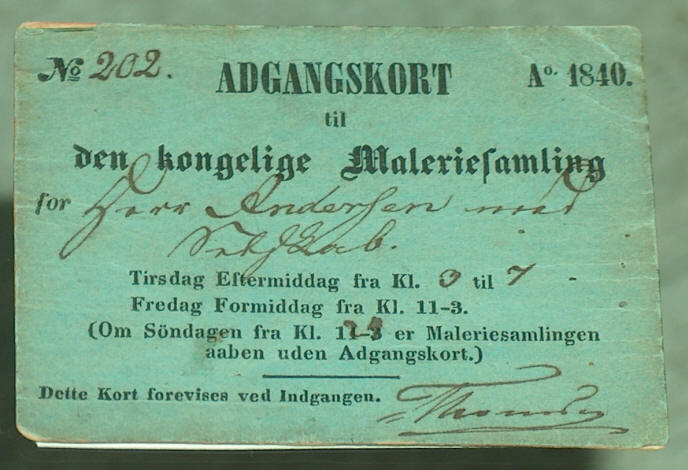 No 202. ADGANGSKORT Ao. 1840.
til
den kongelige Maleriesamling
for Herr Andersen med
Selskab.
Tirsdag Eftermiddag fra Kl. 3 til 7
Fredag Formiddag fra Kl. 11-3.
(Om Söndagen fra Kl. er Maleriesamlingen
aaben uden Adgangskort.)
Dette Kort forevises ved Indgangen.